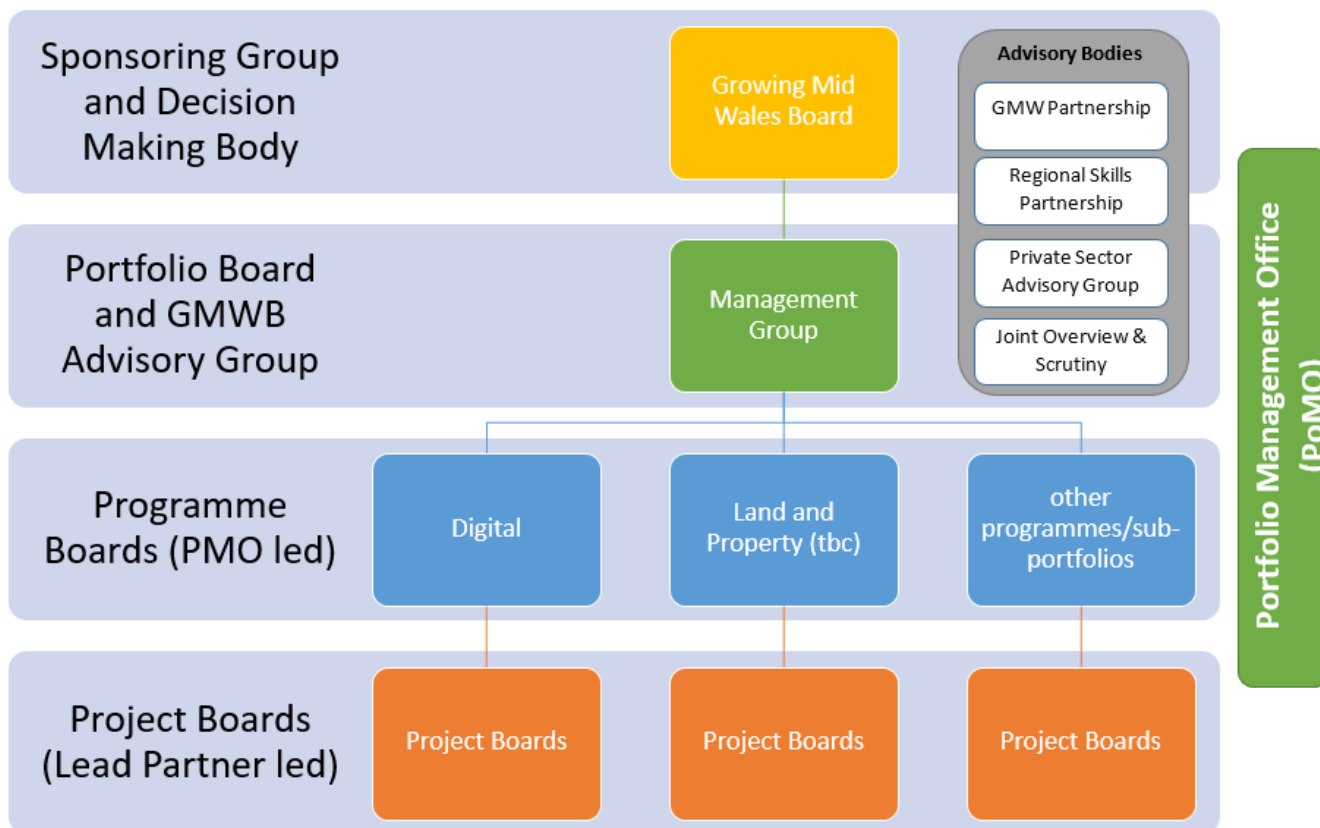 Sponsoring Group
and Decision
Making Body
Growing Mid
Wales Board
Advisory Bodies
GMW Partnership
Regional Skills
Partnership
Private Sector
Advisory Group
Joint Overview &
Scrutiny
Portfolio Board
and GMWB
Advisory Group
Management
Group
Programme
Boards (PMO led)
Digital
Land and
Property (tbc)
other
programmes/sub-
portfolios
Project Boards
(Lead Partner led)
Project Boards
Project Boards
Project Boards
Portfolio Management Office
(PoMO)